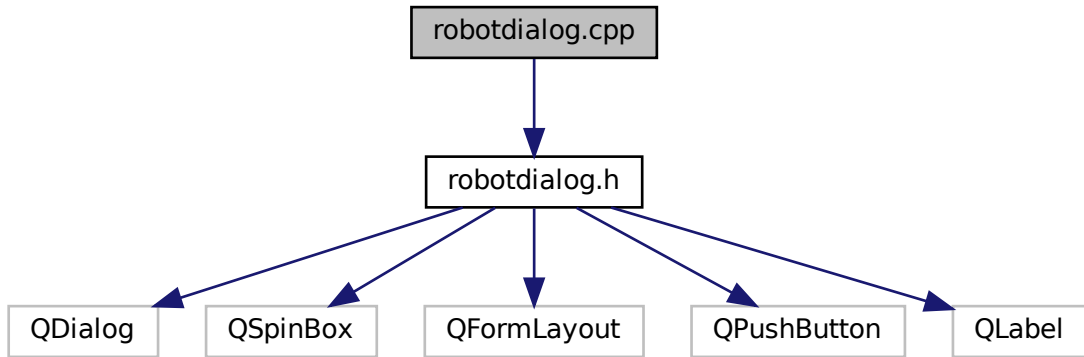 robotdialog.cpp
robotdialog.h
QDialog
QSpinBox
QFormLayout
QPushButton
QLabel